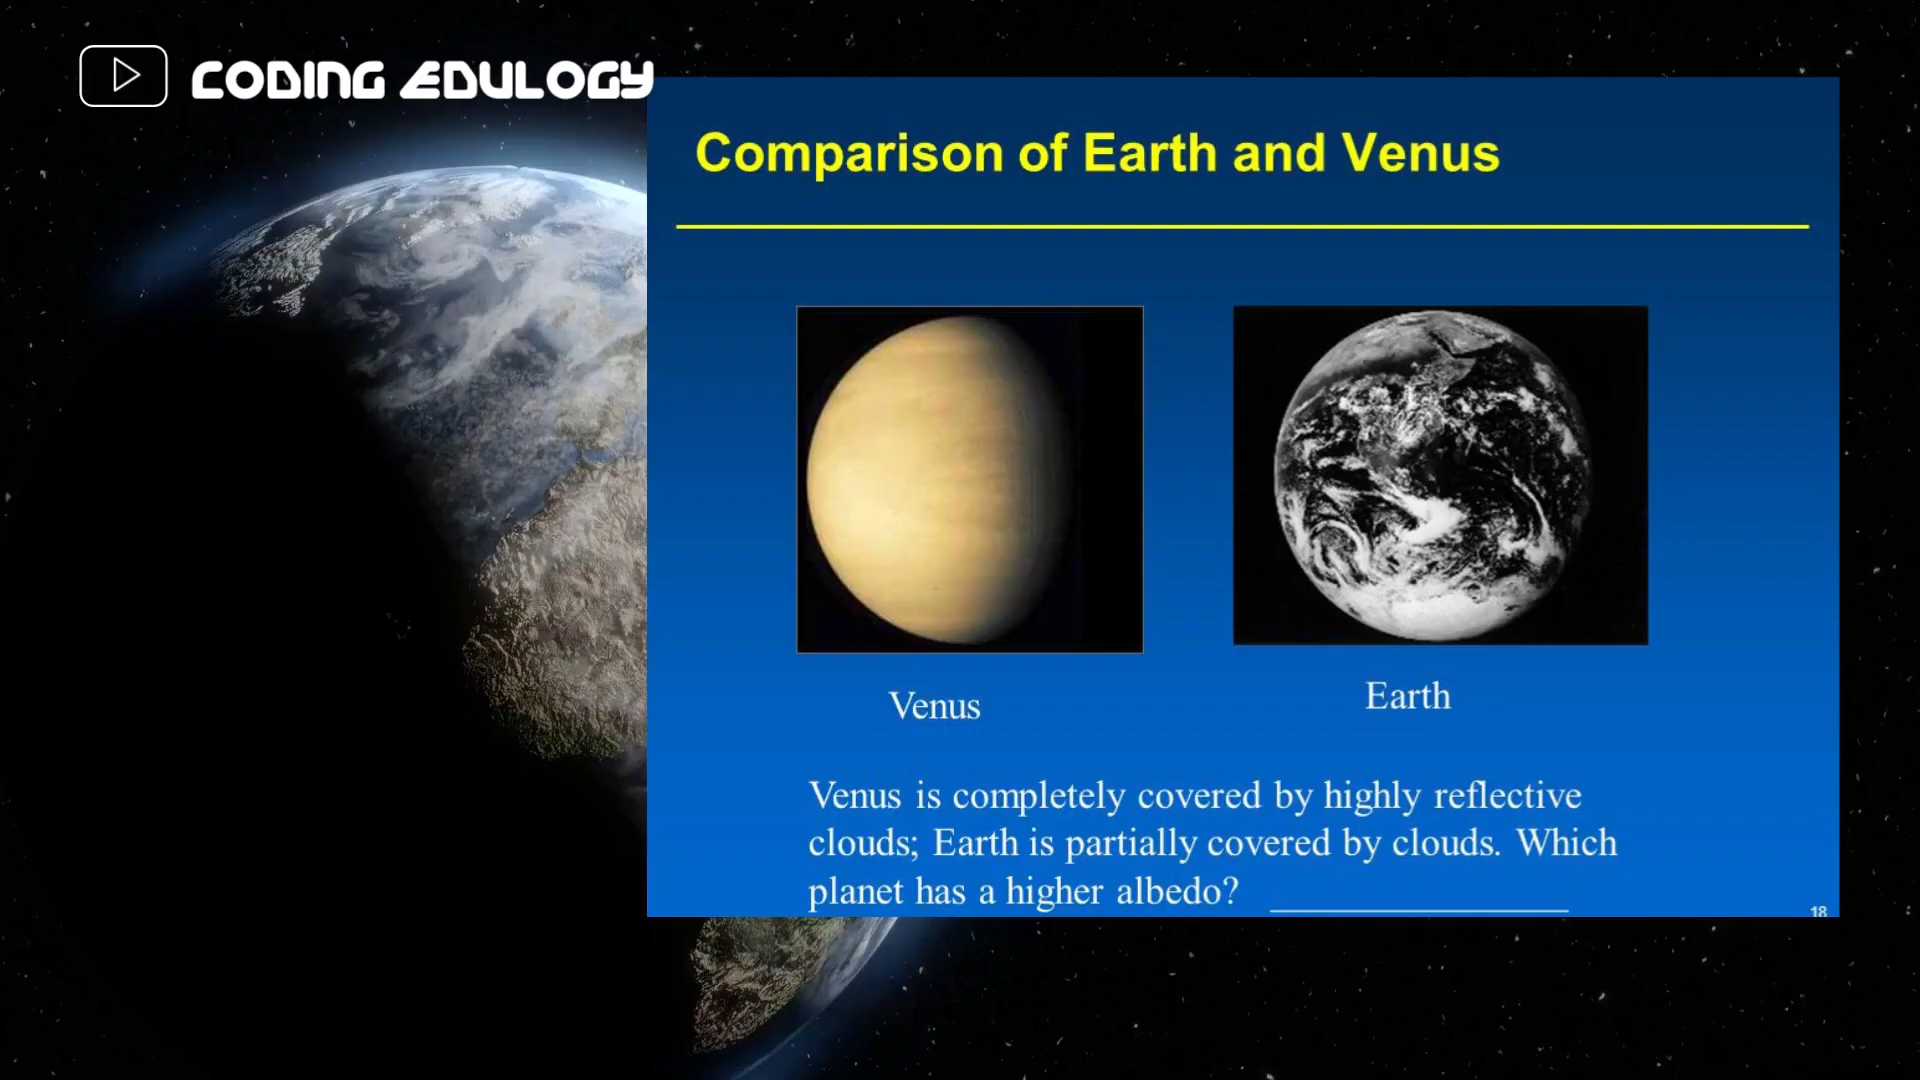 CODING EDULOGY
Comparison of Earth and Venus
Venus
Earth
Venus is completely covered by highly reflective
clouds; Earth is partially covered by clouds. Which
planet has a higher albedo? ____________
18